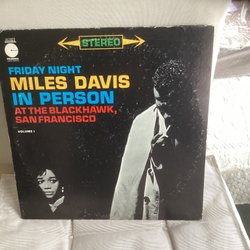 STEREO
FRIDAY NIGHT
MILES DAVIS
IN PERSON
AT THE BLACKHAWK,
SAN FRANCISCO
VOLUME I